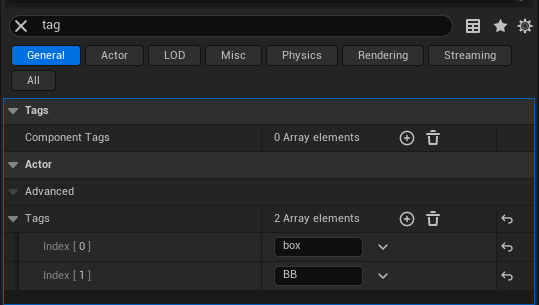 tag
General Actor LOD Misc Physics Rendering Streaming
All
Tags
Component Tags 0 Array elements
Actor
Advanced
Tags 2 Array elements
Index [ 0 ] box
Index [ 1 ] BB